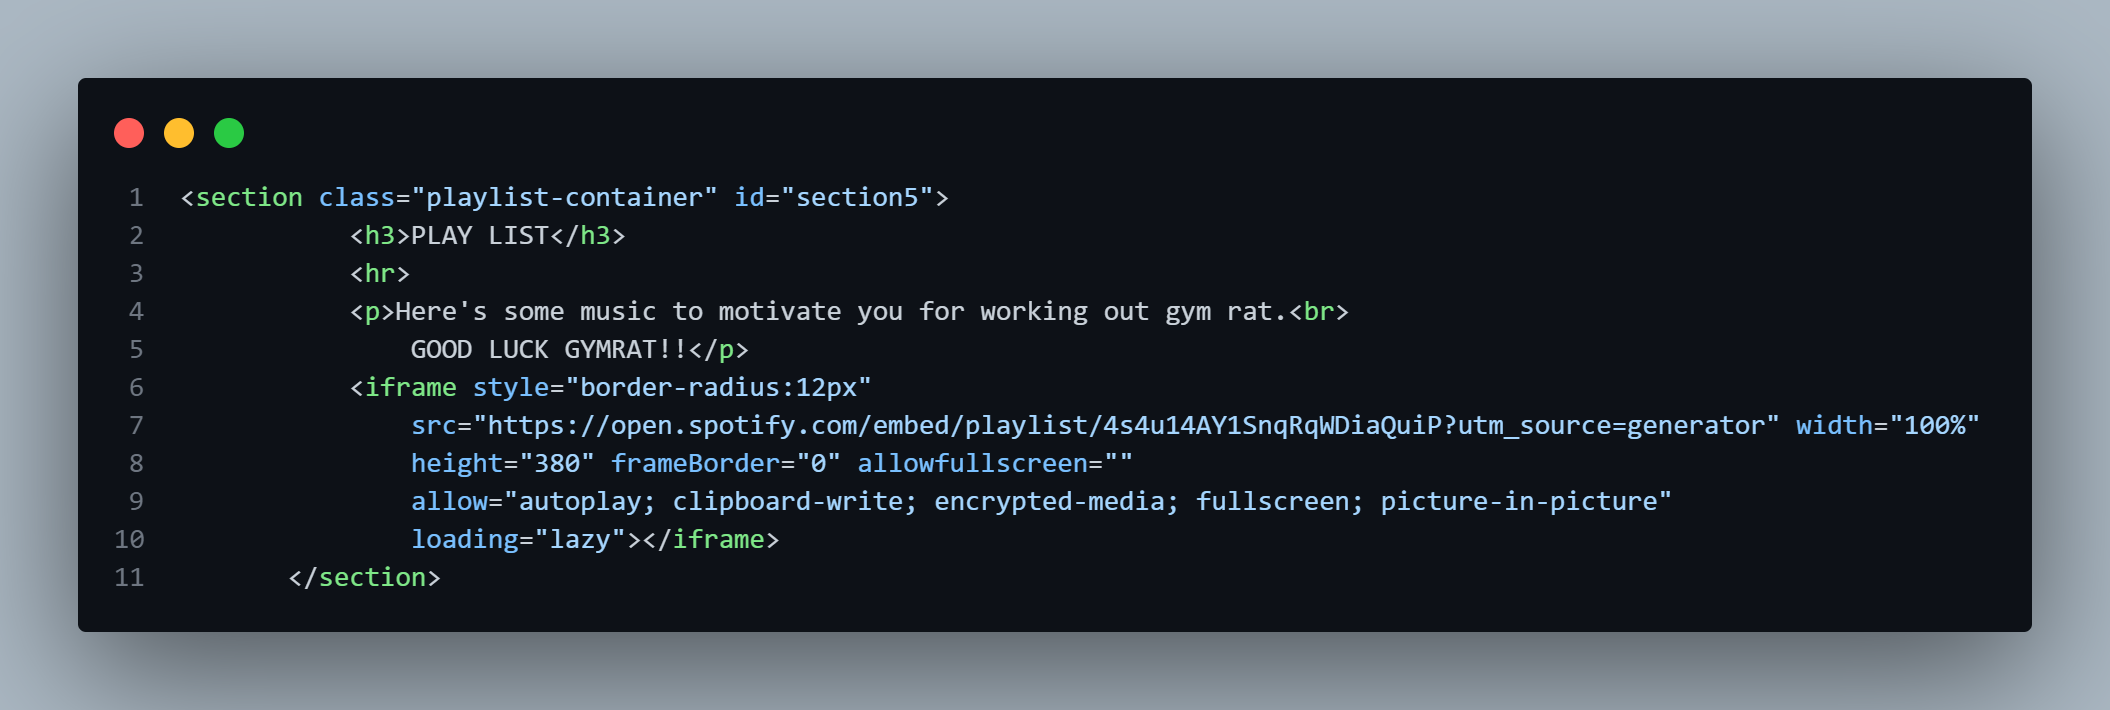 1 <section class="playlist-container" id="section5">
2 <h3>PLAY LIST</h3>
3 <hr>
4 <p>Here's some music to motivate you for working out gym rat.<br>
5 GOOD LUCK GYMRAT!!</p>
6 <iframe style="border-radius:12px"
7 src="https://open.spotify.com/embed/playlist/4s4u14AY1SnqRqWDiaQuiP?utm_source=generator" width="100%"
8 height="380" frameBorder="0" allowfullscreen=""
9 allow="autoplay; clipboard-write; encrypted-media; fullscreen; picture-in-picture"
10 loading="lazy"></iframe>
11 </section>